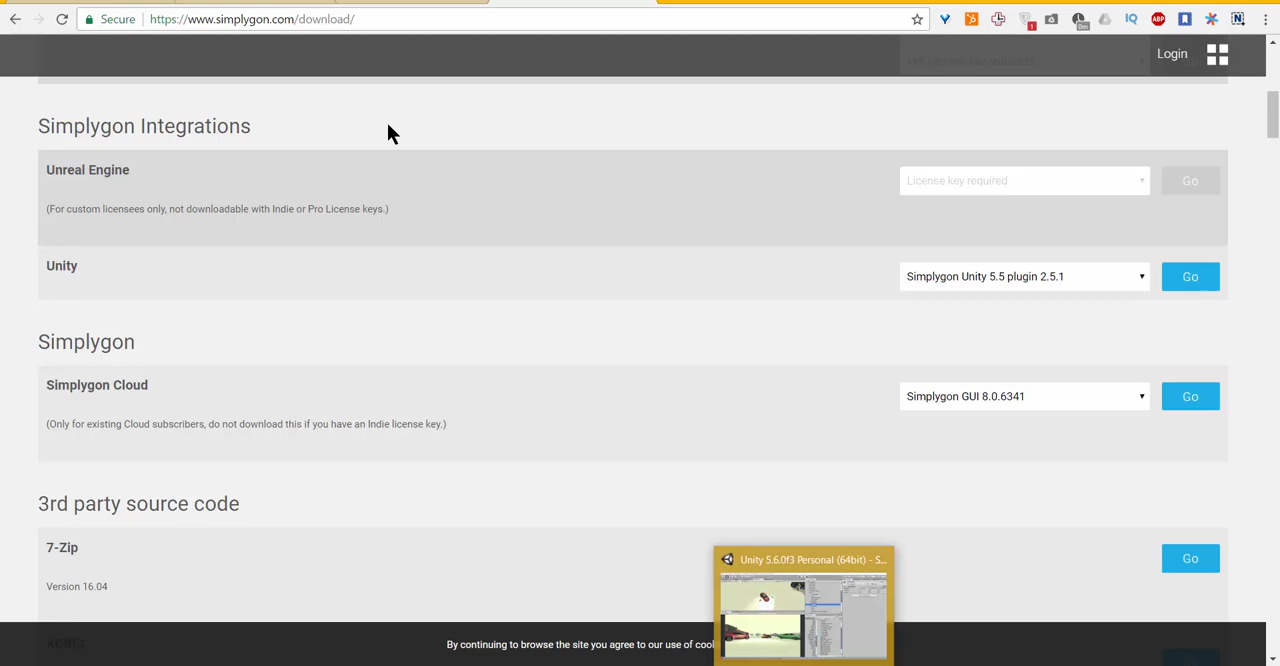 Secure
https://www.simplygon.com/download/
1
0m
IQ
ABP
N
Login
Simplygon Integrations
Unreal Engine
License key required
Go
(For custom licensees only, not downloadable with Indie or Pro License keys.)
Unity
Simplygon Unity 5.5 plugin 2.5.1
Go
Simplygon
Simplygon Cloud
Simplygon GUI 8.0.6341
Go
(Only for existing Cloud subscribers, do not download this if you have an Indie license key.)
3rd party source code
7-Zip
Go
Version 16.04
Unity 5.6.0f3 Personal (64bit) - S...
By continuing to browse the site you agree to our use of cool